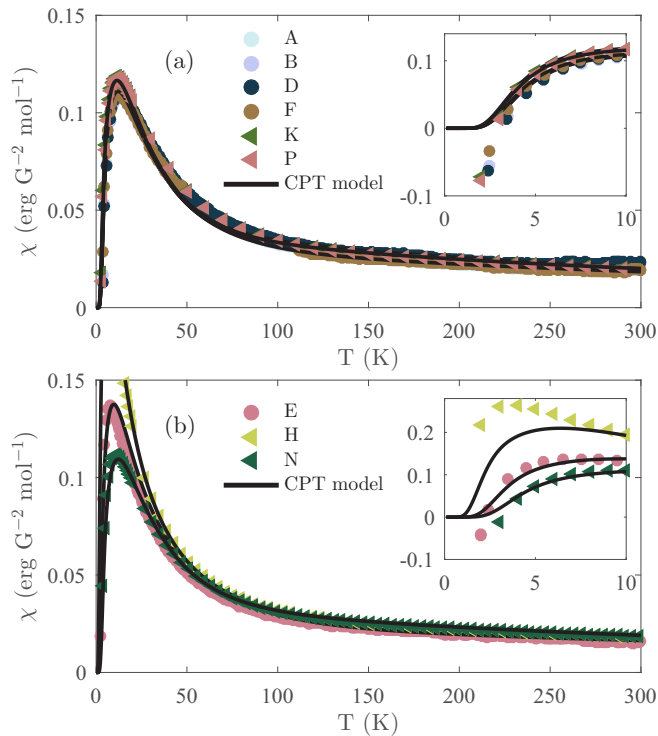 0.15
0.10
0.05
0
χ (erg G⁻² mol⁻¹)
(a)
A
B
D
F
K
P
CPT model
0.1
0
-0.1
0 5 10
0 50 100 150 200 250 300
T (K)
0.15
0.10
0.05
0
χ (erg G⁻² mol⁻¹)
(b)
E
H
N
CPT model
0.2
0.1
0
-0.1
0 5 10
0 50 100 150 200 250 300
T (K)